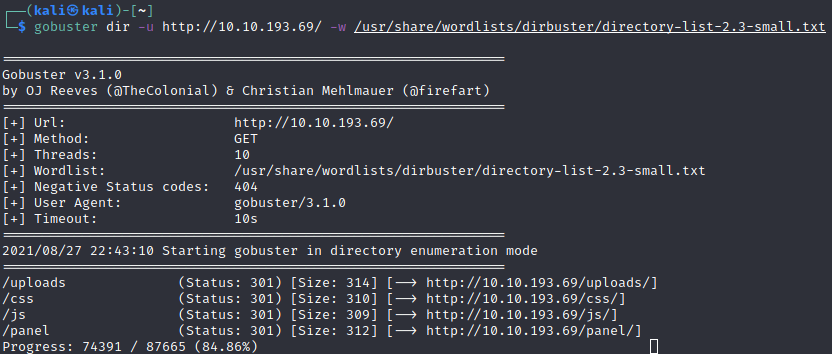 ┌──(kali㉿kali)-[~]
└─$ gobuster dir -u http://10.10.193.69/ -w /usr/share/wordlists/dirbuster/directory-list-2.3-small.txt
===============================================================
Gobuster v3.1.0
by OJ Reeves (@TheColonial) & Christian Mehlmauer (@firefart)
===============================================================
[+] Url:                     http://10.10.193.69/
[+] Method:                  GET
[+] Threads:                 10
[+] Wordlist:                /usr/share/wordlists/dirbuster/directory-list-2.3-small.txt
[+] Negative Status codes:   404
[+] User Agent:              gobuster/3.1.0
[+] Timeout:                 10s
===============================================================
2021/08/27 22:43:10 Starting gobuster in directory enumeration mode
===============================================================
/uploads              (Status: 301) [Size: 314] [--> http://10.10.193.69/uploads/]
/css                  (Status: 301) [Size: 310] [--> http://10.10.193.69/css/]
/js                   (Status: 301) [Size: 309] [--> http://10.10.193.69/js/]
/panel                (Status: 301) [Size: 312] [--> http://10.10.193.69/panel/]
Progress: 74391 / 87665 (84.86%)